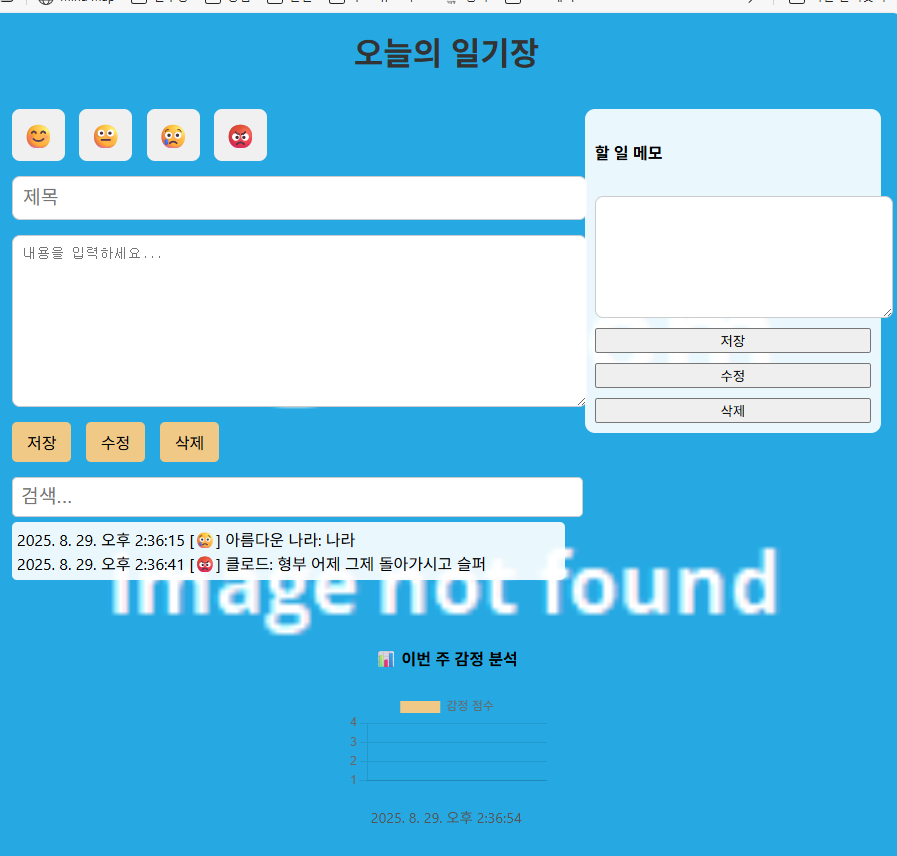 오늘의 일기장
할 일 메모
제목
내용을 입력하세요...
저장
수정
삭제
저장 수정 삭제
검색...
2025. 8. 29. 오후 2:36:15 [😢] 아름다운 나라: 나라
2025. 8. 29. 오후 2:36:41 [😡] 클로드: 형부 어제 그제 돌아가시고 슬퍼
Image not found
📊 이번 주 감정 분석
감정 점수
4
3
2
1
2025. 8. 29. 오후 2:36:54